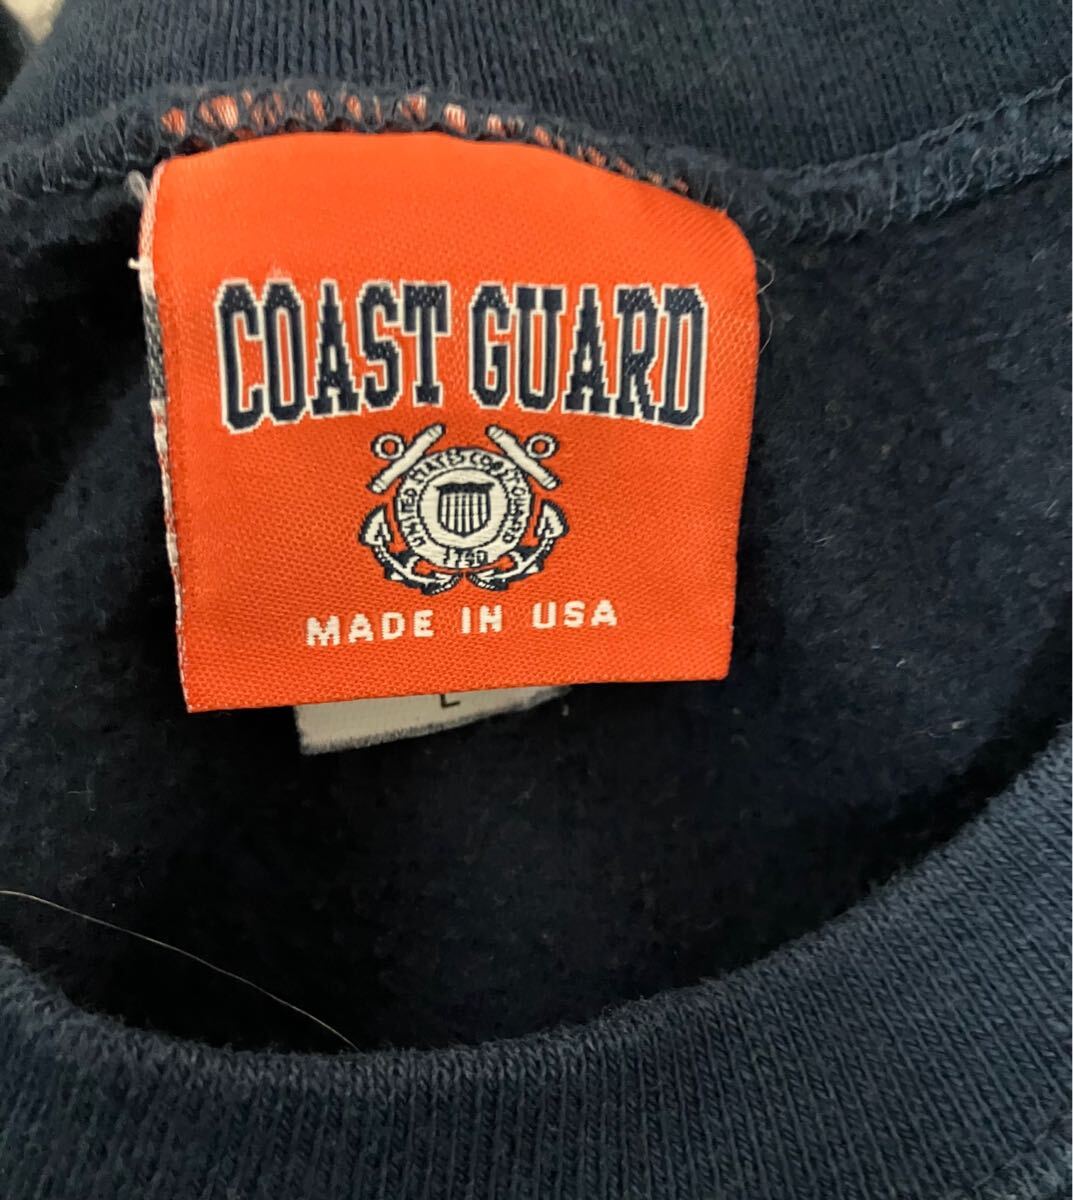 COAST GUARD
UNITED STATES COAST GUARD
1790
MADE IN USA
L